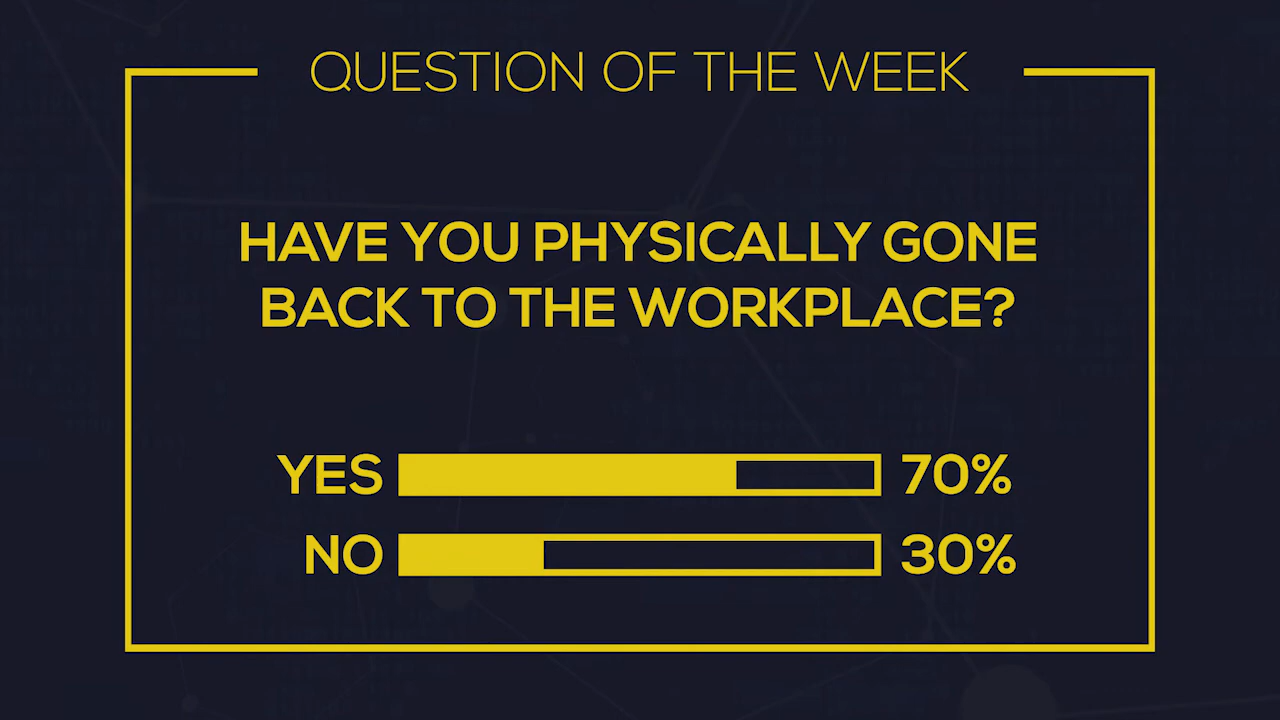 QUESTION OF THE WEEK
HAVE YOU PHYSICALLY GONE
BACK TO THE WORKPLACE?
YES 70%
NO 30%